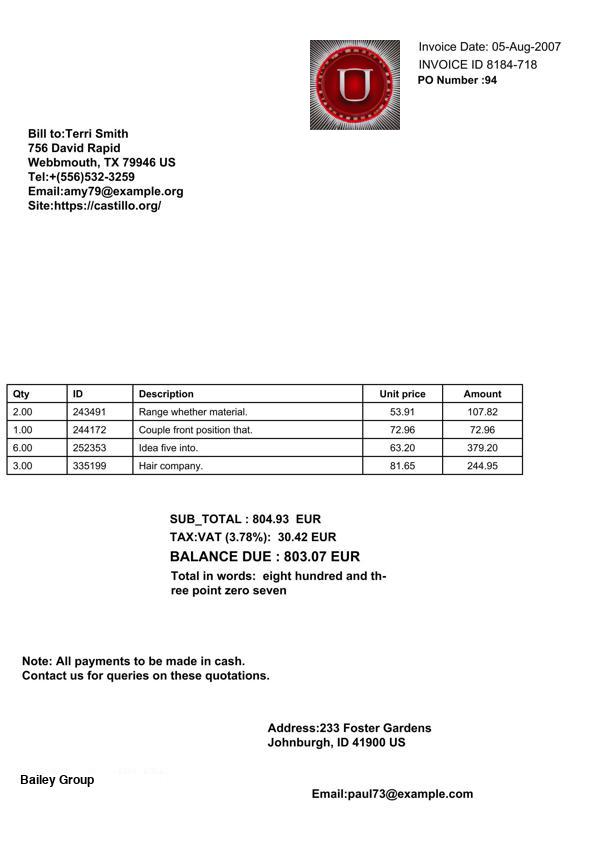 Invoice Date: 05-Aug-2007
INVOICE ID 8184-718
PO Number :94
U
Bill to:Terri Smith
756 David Rapid
Webbmouth, TX 79946 US
Tel:+(556)532-3259
Email:amy79@example.org
Site:https://castillo.org/
Qty ID Description Unit price Amount
2.00 243491 Range whether material. 53.91 107.82
1.00 244172 Couple front position that. 72.96 72.96
6.00 252353 Idea five into. 63.20 379.20
3.00 335199 Hair company. 81.65 244.95
SUB_TOTAL : 804.93 EUR
TAX:VAT (3.78%): 30.42 EUR
BALANCE DUE : 803.07 EUR
Total in words: eight hundred and th-
ree point zero seven
Note: All payments to be made in cash.
Contact us for queries on these quotations.
Address:233 Foster Gardens
Johnburgh, ID 41900 US
Bailey Group
Email:paul73@example.com